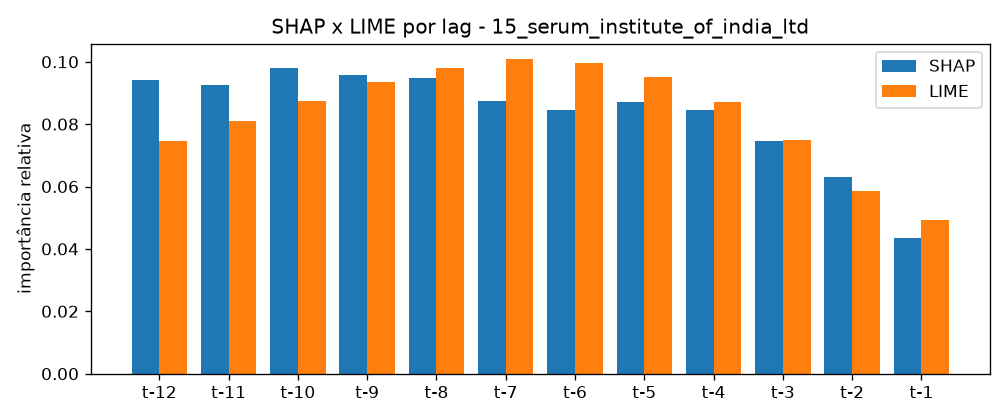 SHAP x LIME por lag - 15_serum_institute_of_india_ltd
SHAP
LIME
importância relativa
0.10
0.08
0.06
0.04
0.02
0.00
t-12 t-11 t-10 t-9 t-8 t-7 t-6 t-5 t-4 t-3 t-2 t-1